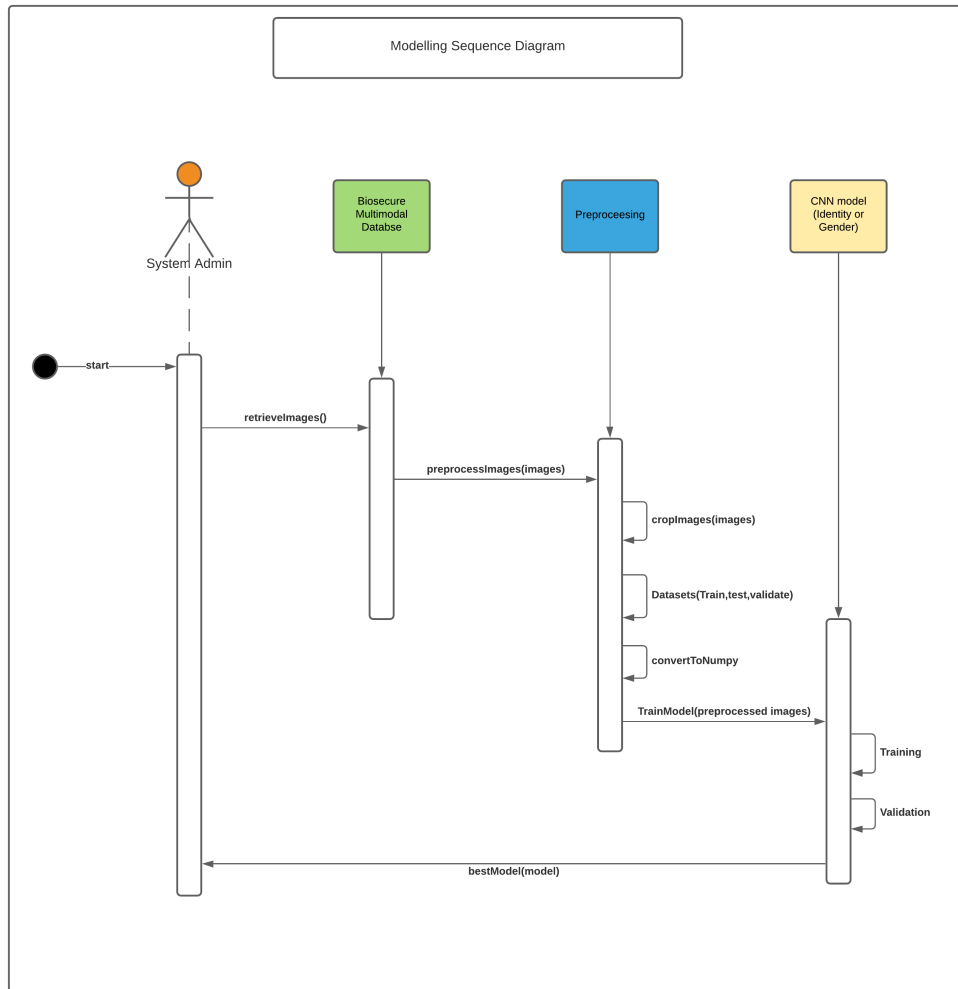 Modelling Sequence Diagram
Biosecure
Multimodal
Databse
Preproceesing
CNN model
(Identity or
Gender)
System Admin
start
retrieveImages()
preprocessImages(images)
cropImages(images)
Datasets(Train,test,validate)
convertToNumpy
TrainModel(preprocessed images)
Training
Validation
bestModel(model)